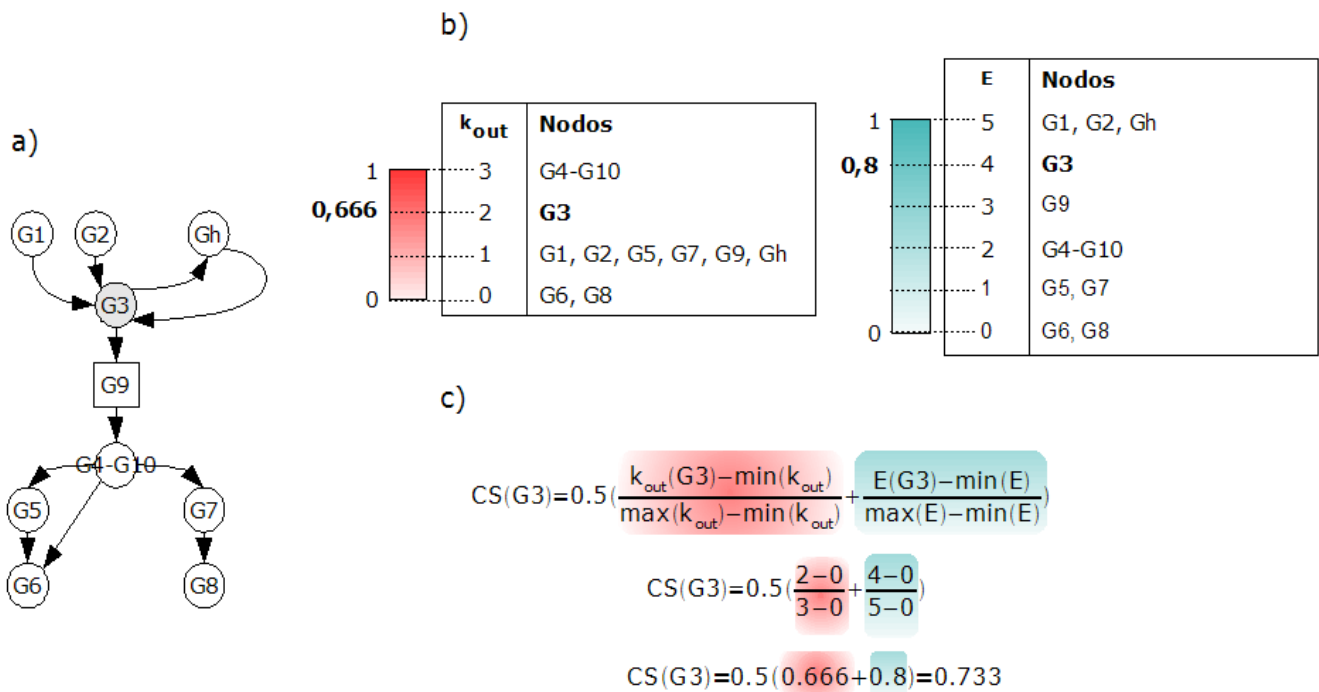 a)
G1 G2 Gh
G3
G9
G4-G10
G5 G7
G6 G8
b)
k_out Nodos
1 3 G4-G10
0,666 2 G3
1 G1, G2, G5, G7, G9, Gh
0 0 G6, G8
E Nodos
1 5 G1, G2, Gh
0,8 4 G3
3 G9
2 G4-G10
1 G5, G7
0 0 G6, G8
c)
CS(G3)=0.5(k_out(G3)−min(k_out)/max(k_out)−min(k_out)+E(G3)−min(E)/max(E)−min(E))
CS(G3)=0.5(2−0/3−0+4−0/5−0)
CS(G3)=0.5(0.666+0.8)=0.733